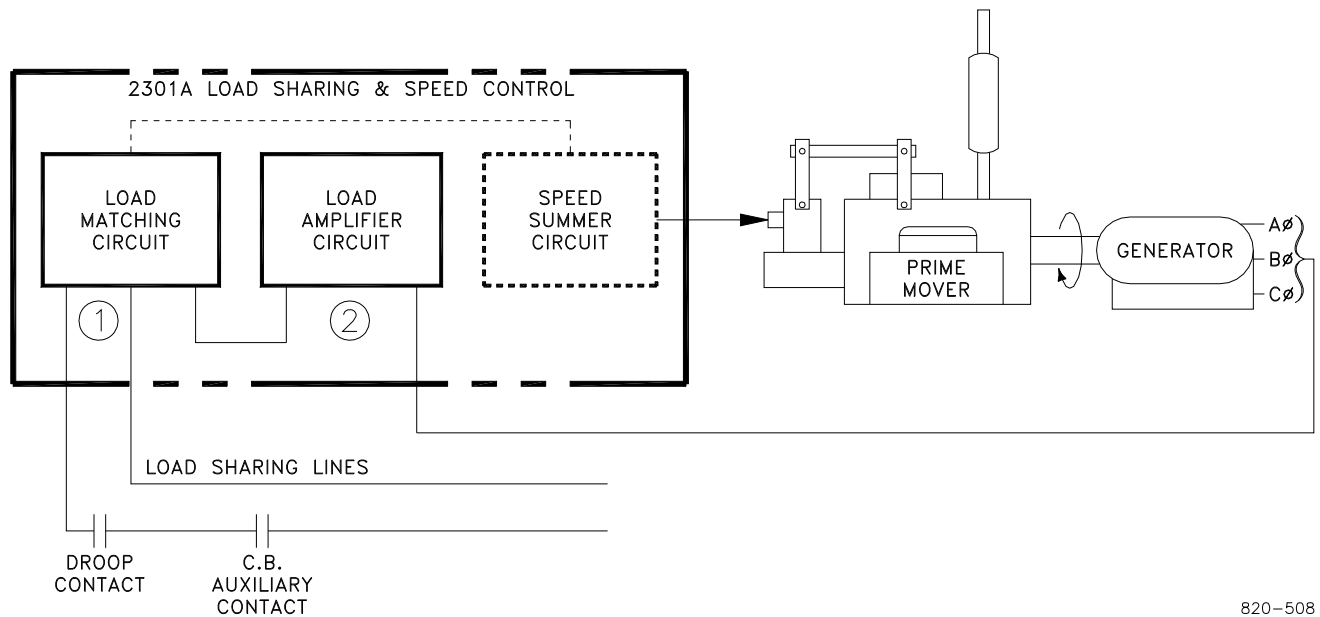 2301A LOAD SHARING & SPEED CONTROL
LOAD
MATCHING
CIRCUIT
LOAD
AMPLIFIER
CIRCUIT
SPEED
SUMMER
CIRCUIT
1
2
PRIME
MOVER
GENERATOR
AØ
BØ
CØ
LOAD SHARING LINES
DROOP
CONTACT
C.B.
AUXILIARY
CONTACT
820-508